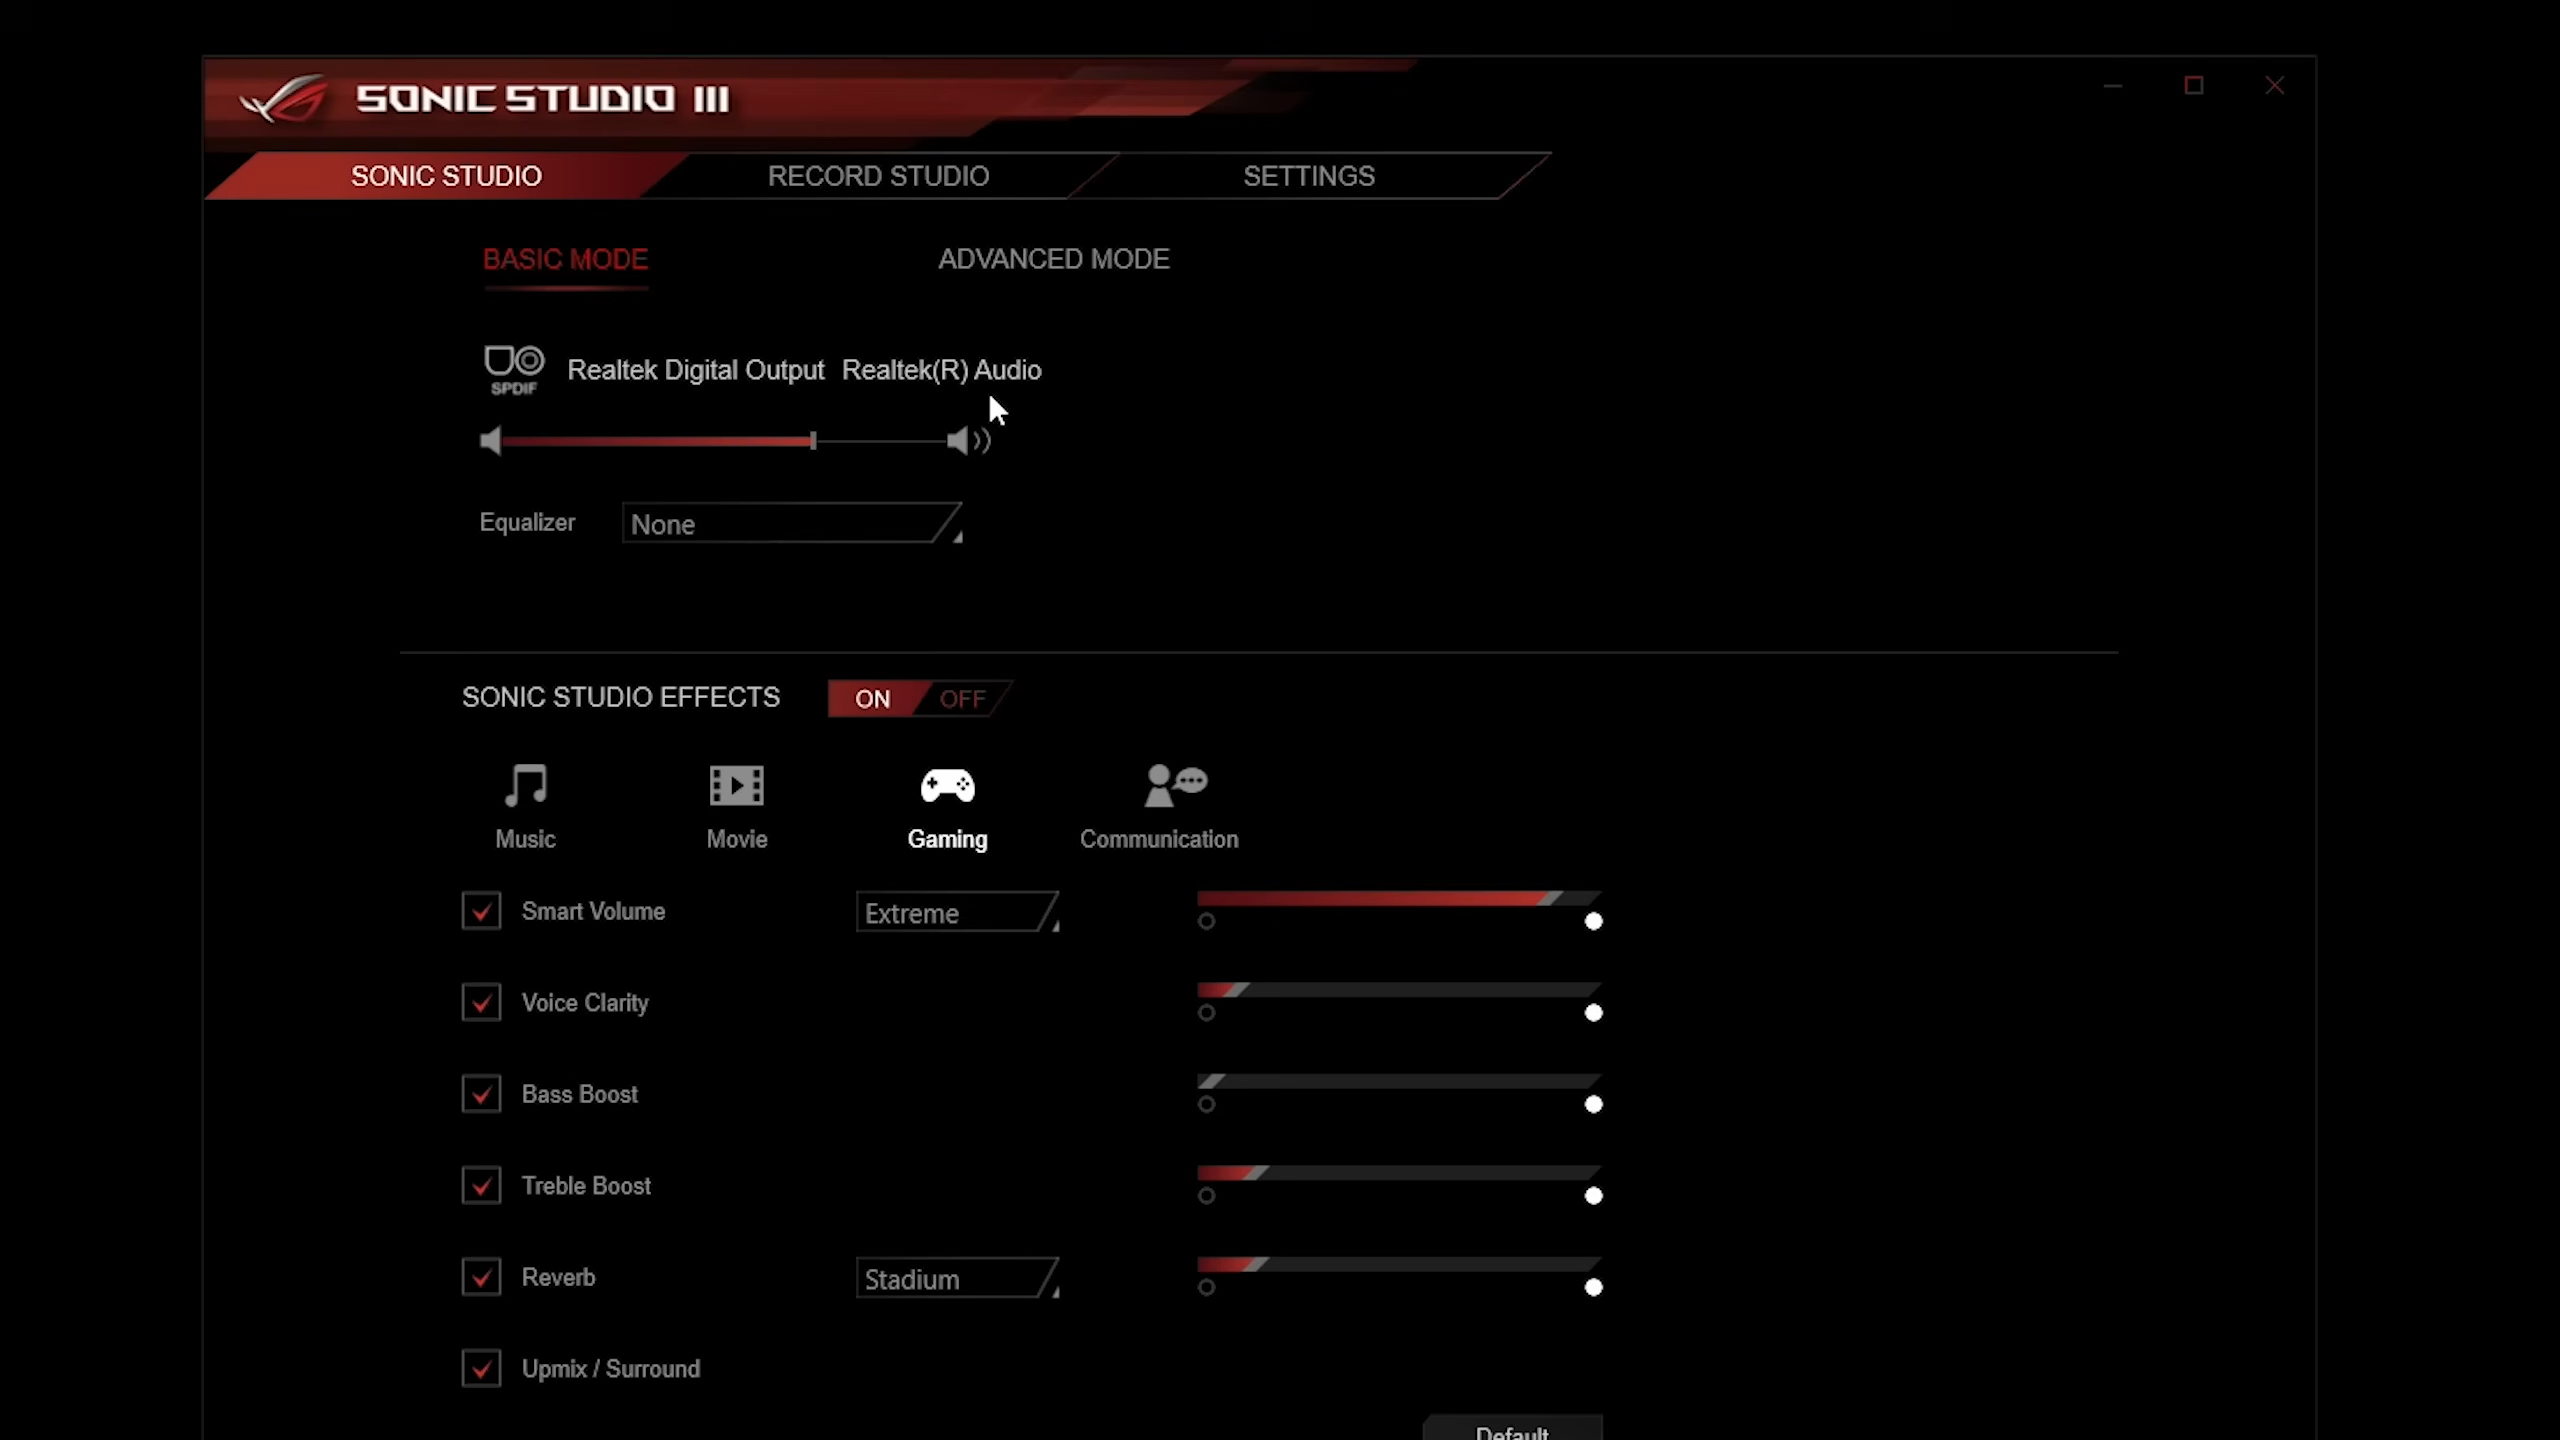 SONIC STUDIO III
SONIC STUDIO
RECORD STUDIO
SETTINGS
BASIC MODE
ADVANCED MODE
SPDIF
Realtek Digital Output Realtek(R) Audio
Equalizer
None
SONIC STUDIO EFFECTS
ON
OFF
Music
Movie
Gaming
Communication
Smart Volume
Extreme
Voice Clarity
Bass Boost
Treble Boost
Reverb
Stadium
Upmix / Surround
Default